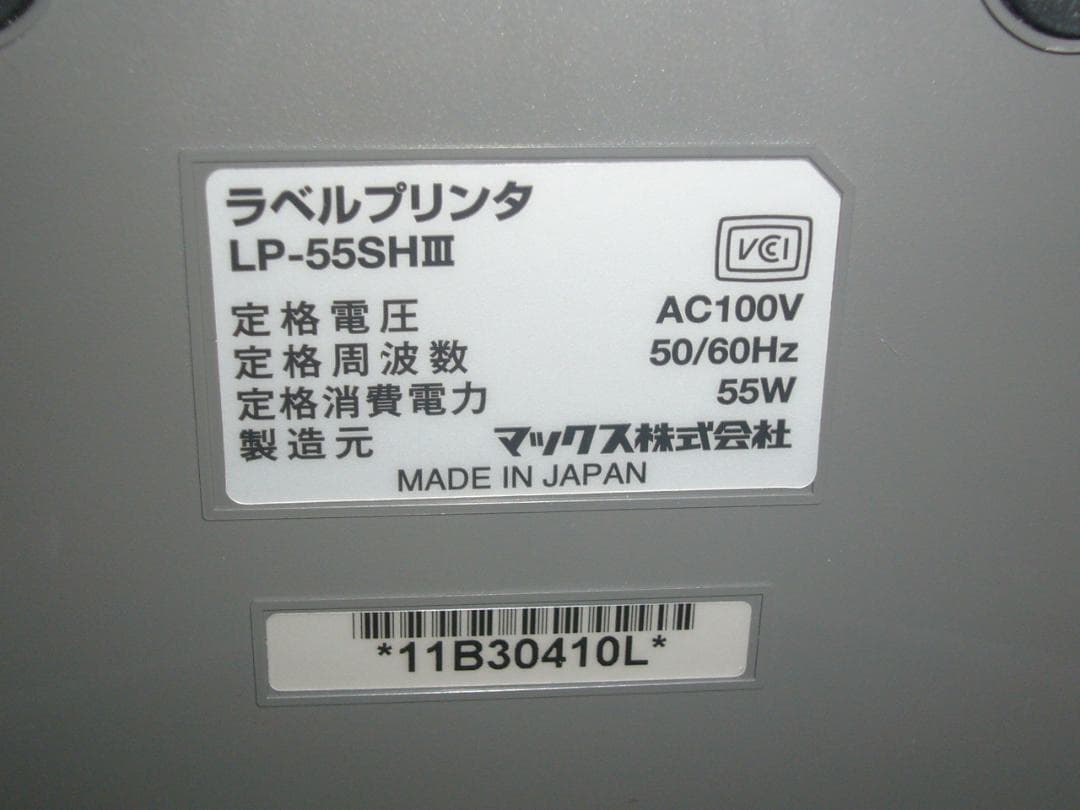 ラベルプリンタ
LP-55SHⅢ
VCCI
定格電圧 AC100V
定格周波数 50/60Hz
定格消費電力 55W
製造元 マックス株式会社
MADE IN JAPAN
*11B30410L*